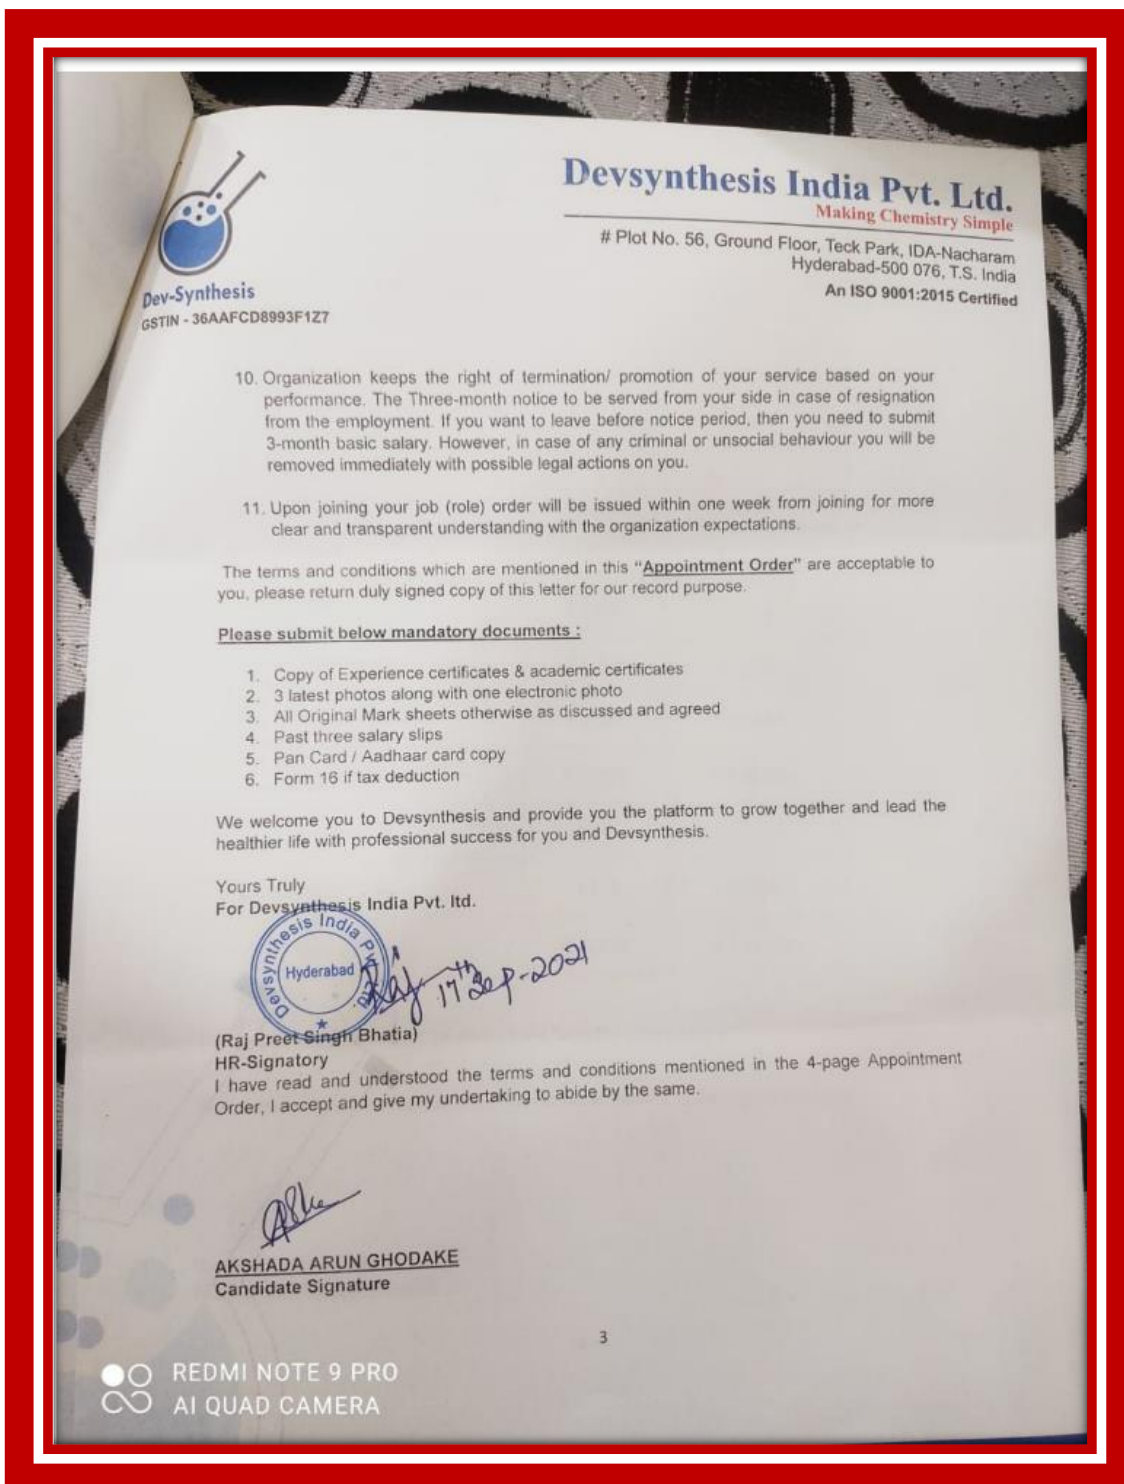 Devsynthesis India Pvt. Ltd.
Making Chemistry Simple
# Plot No. 56, Ground Floor, Teck Park, IDA-Nacharam
Hyderabad-500 076, T.S. India
An ISO 9001:2015 Certified
Dev-Synthesis
GSTIN - 36AAFCD8993F1Z7
10. Organization keeps the right of termination/ promotion of your service based on your
performance. The Three-month notice to be served from your side in case of resignation
from the employment. If you want to leave before notice period, then you need to submit
3-month basic salary. However, in case of any criminal or unsocial behaviour you will be
removed immediately with possible legal actions on you.
11. Upon joining your job (role) order will be issued within one week from joining for more
clear and transparent understanding with the organization expectations.
The terms and conditions which are mentioned in this “Appointment Order” are acceptable to
you, please return duly signed copy of this letter for our record purpose.
Please submit below mandatory documents :
1. Copy of Experience certificates & academic certificates
2. 3 latest photos along with one electronic photo
3. All Original Mark sheets otherwise as discussed and agreed
4. Past three salary slips
5. Pan Card / Aadhaar card copy
6. Form 16 if tax deduction
We welcome you to Devsynthesis and provide you the platform to grow together and lead the
healthier life with professional success for you and Devsynthesis.
Yours Truly
For Devsynthesis India Pvt. ltd.
Devsynthesis India Pvt. Ltd.
Hyderabad
Raj 17th Sep-2021
(Raj Preet Singh Bhatia)
HR-Signatory
I have read and understood the terms and conditions mentioned in the 4-page Appointment
Order, I accept and give my undertaking to abide by the same.
AKSHADA ARUN GHODAKE
Candidate Signature
3
REDMI NOTE 9 PRO
AI QUAD CAMERA